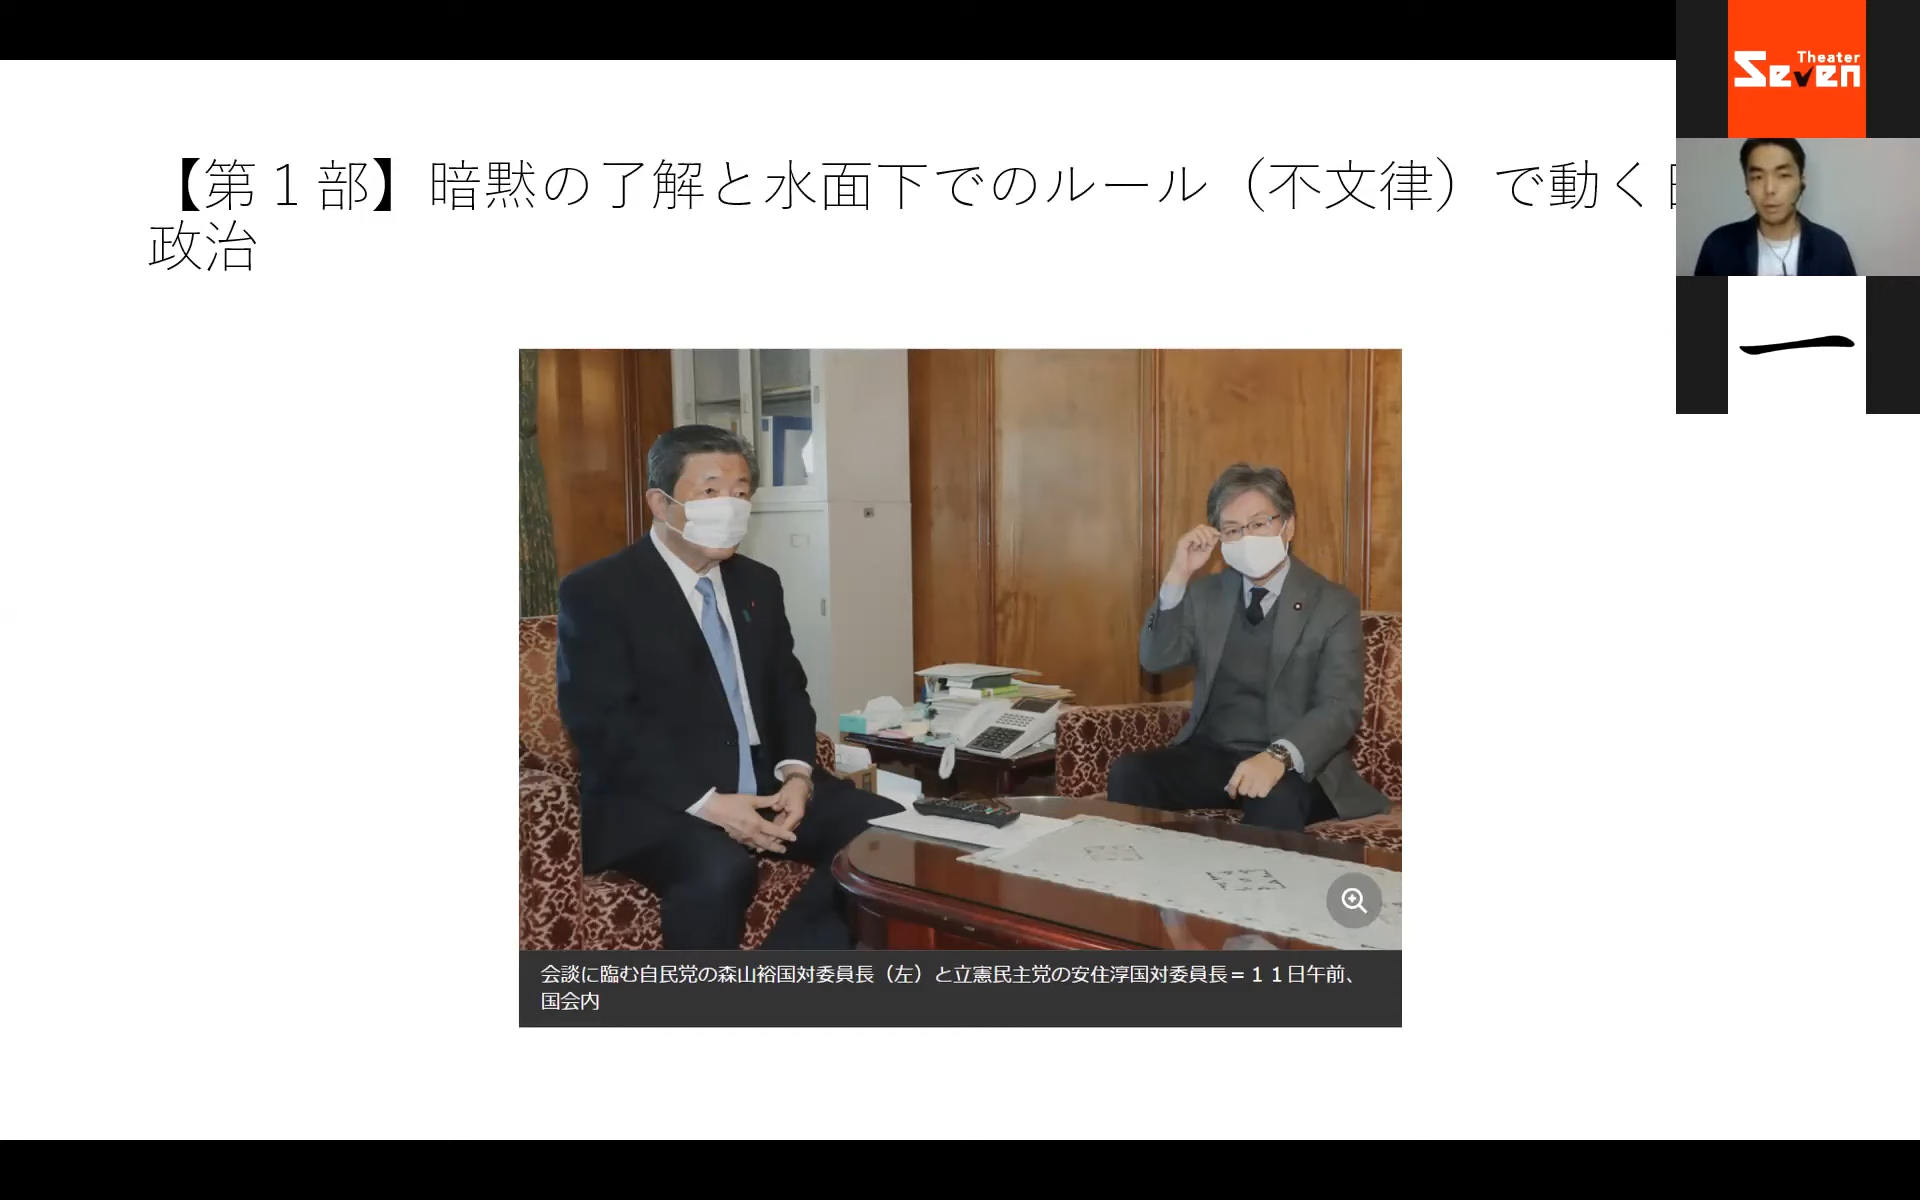 【第１部】暗黙の了解と水面下でのルール（不文律）で動く
政治
Theater
Seven
一
会談に臨む自民党の森山裕国対委員長（左）と立憲民主党の安住淳国対委員長＝１１日午前、
国会内